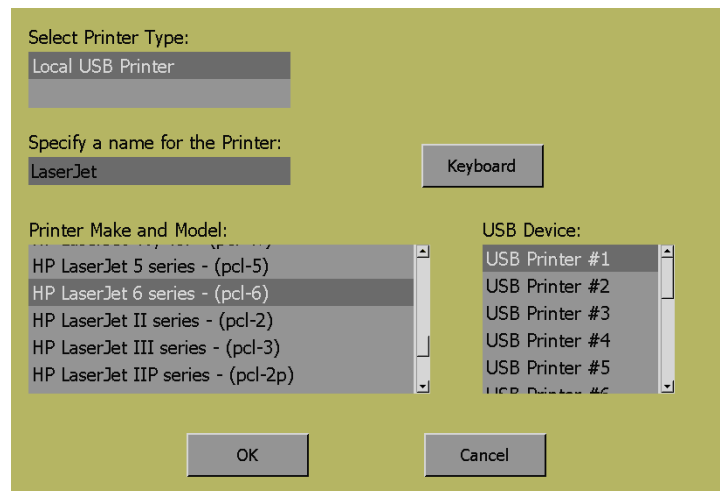 Select Printer Type:
Local USB Printer
Specify a name for the Printer:
LaserJet
Keyboard
Printer Make and Model:
HP LaserJet 5 series - (pcl-5)
HP LaserJet 6 series - (pcl-6)
HP LaserJet II series - (pcl-2)
HP LaserJet III series - (pcl-3)
HP LaserJet IIP series - (pcl-2p)
USB Device:
USB Printer #1
USB Printer #2
USB Printer #3
USB Printer #4
USB Printer #5
USB Printer #6
OK
Cancel